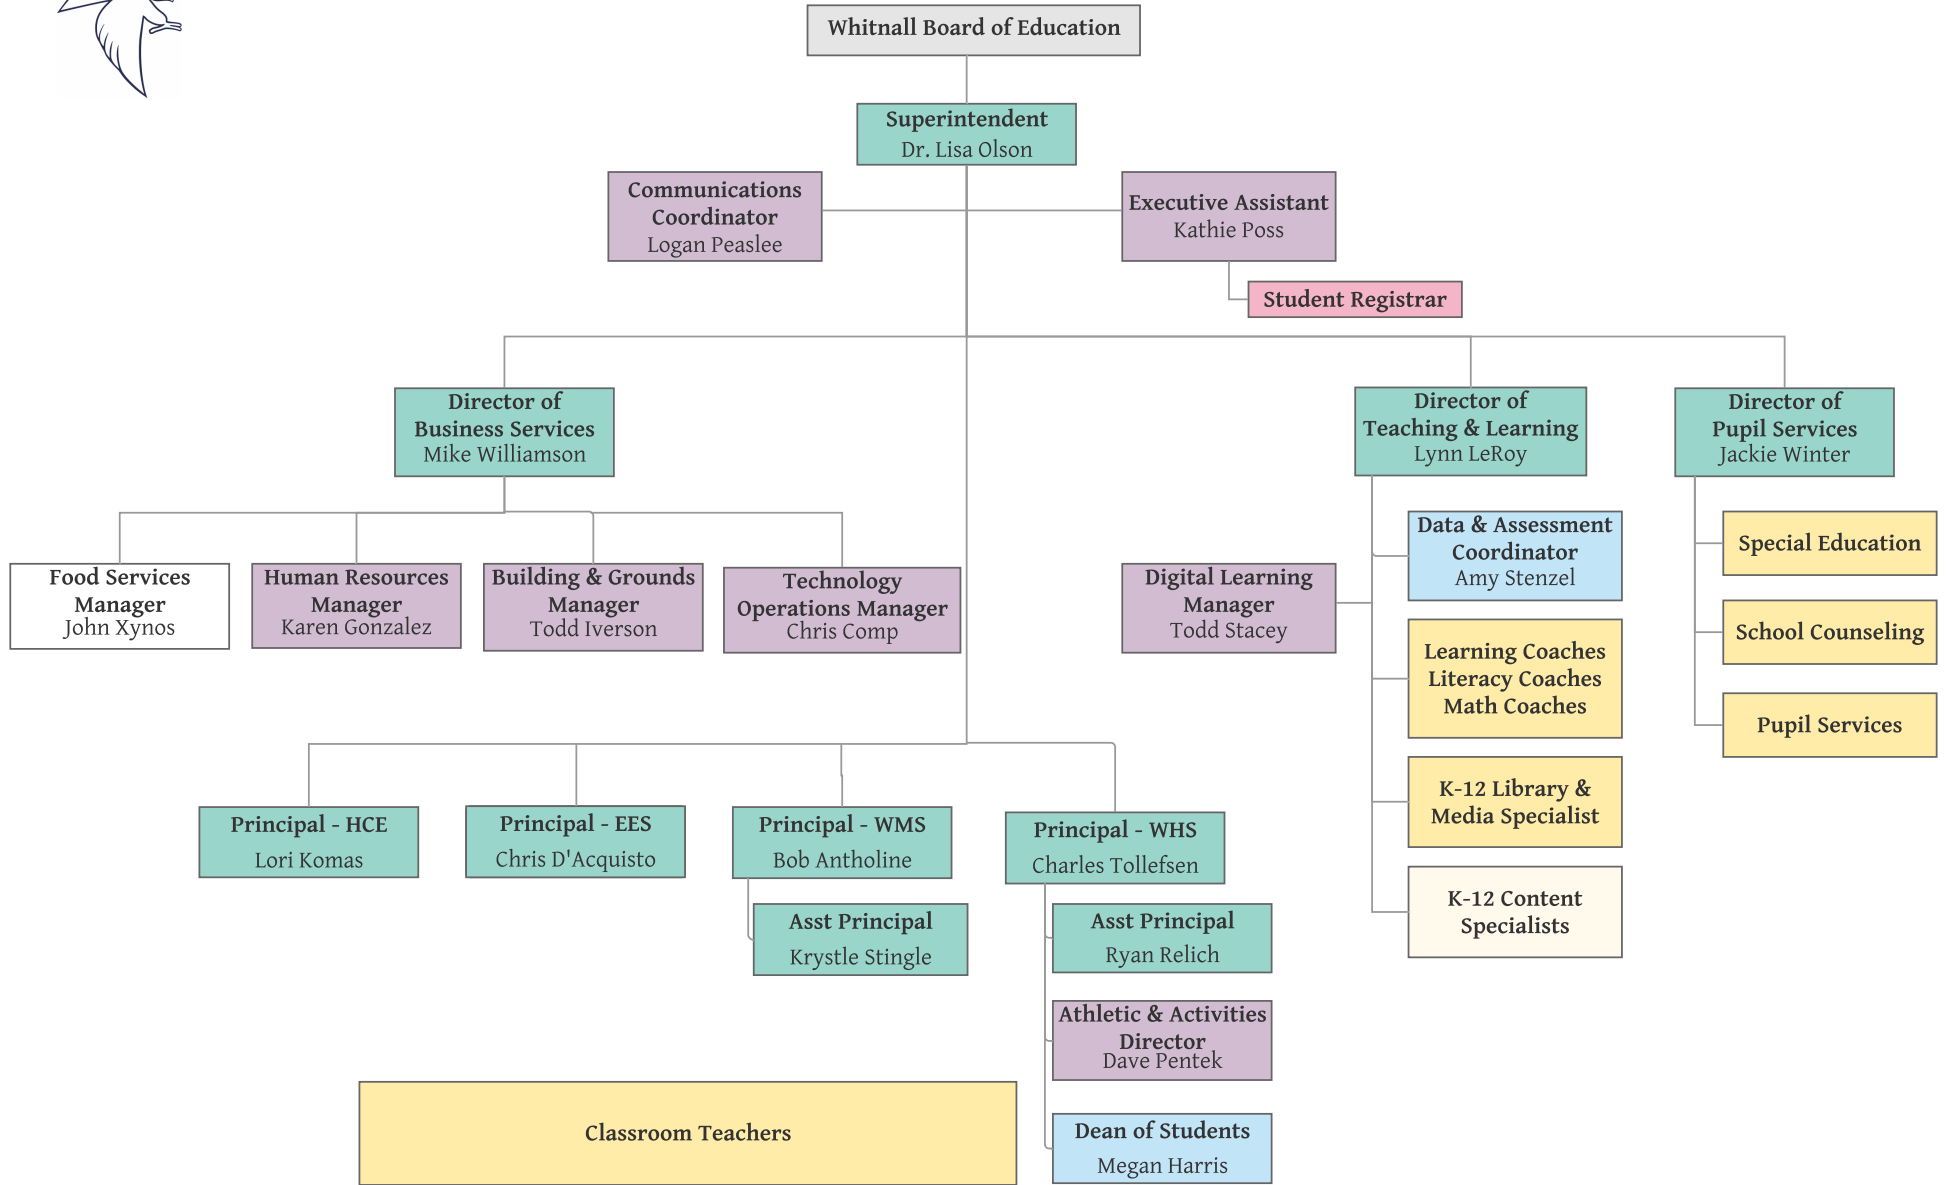 Whitnall Board of Education
Superintendent
Dr. Lisa Olson
Communications
Coordinator
Logan Peaslee
Executive Assistant
Kathie Poss
Student Registrar
Director of
Business Services
Mike Williamson
Director of
Teaching & Learning
Lynn LeRoy
Director of
Pupil Services
Jackie Winter
Food Services
Manager
John Xynos
Human Resources
Manager
Karen Gonzalez
Building & Grounds
Manager
Todd Iverson
Technology
Operations Manager
Chris Comp
Digital Learning
Manager
Todd Stacey
Data & Assessment
Coordinator
Amy Stenzel
Learning Coaches
Literacy Coaches
Math Coaches
K-12 Library &
Media Specialist
K-12 Content
Specialists
Special Education
School Counseling
Pupil Services
Principal - HCE
Lori Komas
Principal - EES
Chris D'Acquisto
Principal - WMS
Bob Antholine
Asst Principal
Krystle Stingle
Principal - WHS
Charles Tollefsen
Asst Principal
Ryan Relich
Athletic & Activities
Director
Dave Pentek
Dean of Students
Megan Harris
Classroom Teachers